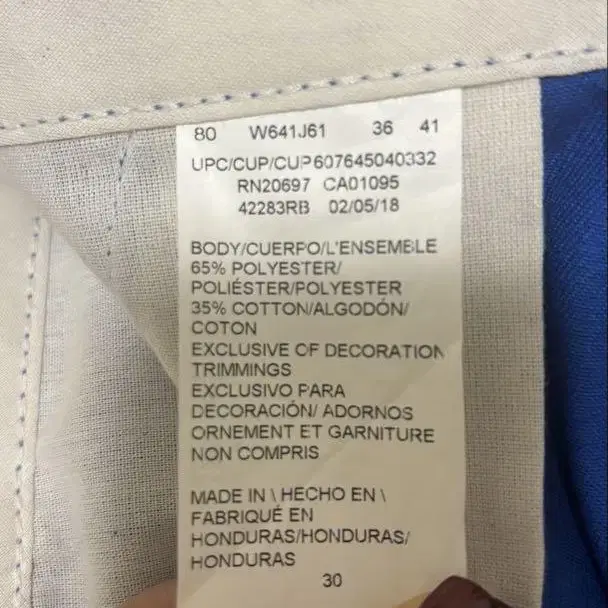 80 W641J61 36 41
UPC/CUP/CUP607645040332
RN20697 CA01095
42283RB 02/05/18
BODY/CUERPO/L'ENSEMBLE
65% POLYESTER/
POLIÉSTER/POLYESTER
35% COTTON/ALGODÓN/
COTON
EXCLUSIVE OF DECORATION
TRIMMINGS
EXCLUSIVO PARA
DECORACIÓN/ ADORNOS
ORNEMENT ET GARNITURE
NON COMPRIS
MADE IN \ HECHO EN \
FABRIQUÉ EN
HONDURAS/HONDURAS/
HONDURAS
30